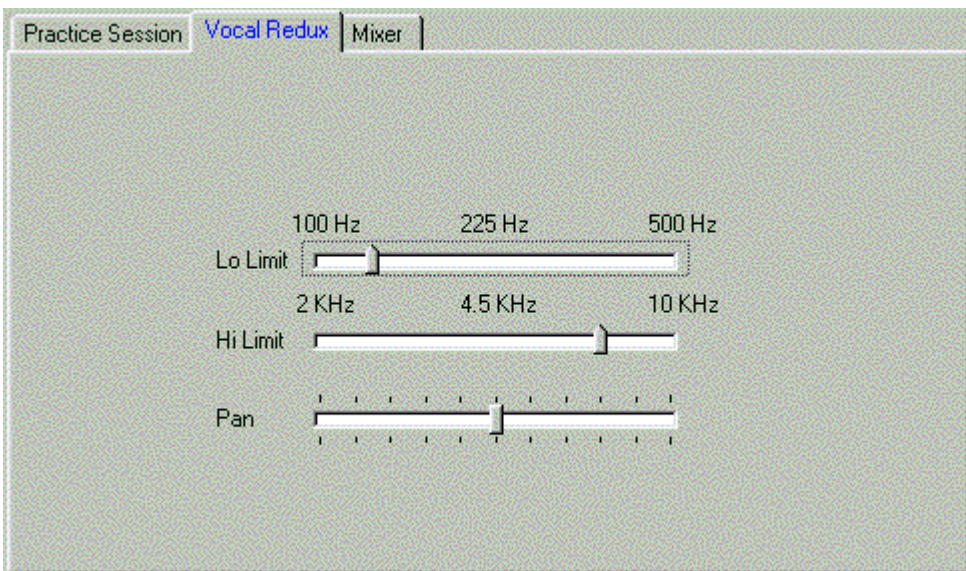 Practice Session Vocal Redux Mixer
100 Hz 225 Hz 500 Hz
Lo Limit
2 KHz 4.5 KHz 10 KHz
Hi Limit
Pan